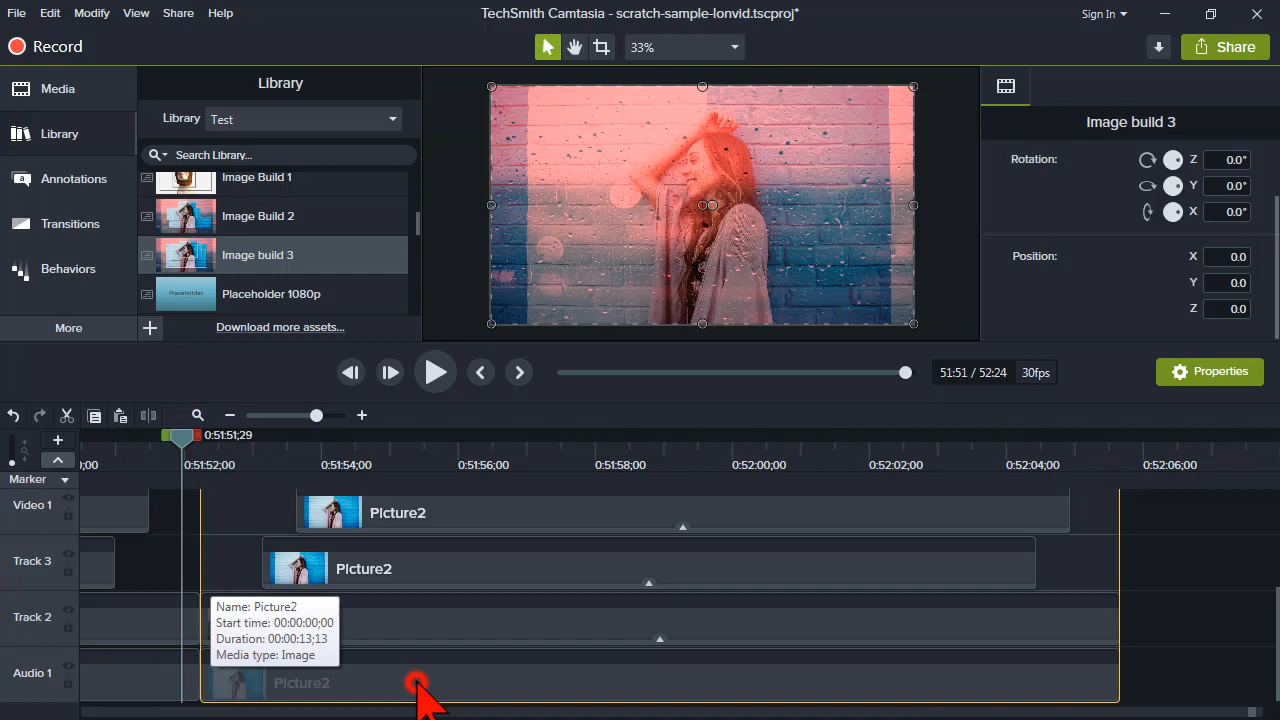 File Edit Modify View Share Help
TechSmith Camtasia - scratch-sample-lonvid.tscproj*
Sign In
Record
33%
Share
Media
Library
Annotations
Transitions
Behaviors
More
Library
Library Test
Search Library...
Image Build 1
Image Build 2
Image build 3
Placeholder
Placeholder 1080p
Download more assets...
Image build 3
Rotation: Z 0.0°
Y 0.0°
X 0.0°
Position: X 0.0
Y 0.0
Z 0.0
51:51 / 52:24 30fps
Properties
0:51:51;29
;00 0:51:52;00 0:51:54;00 0:51:56;00 0:51:58;00 0:52:00;00 0:52:02;00 0:52:04;00 0:52:06;00
Marker
Video 1
Picture2
Track 3
Picture2
Track 2
Name: Picture2
Start time: 00:00:00;00
Duration: 00:00:13;13
Media type: Image
Audio 1
Picture2